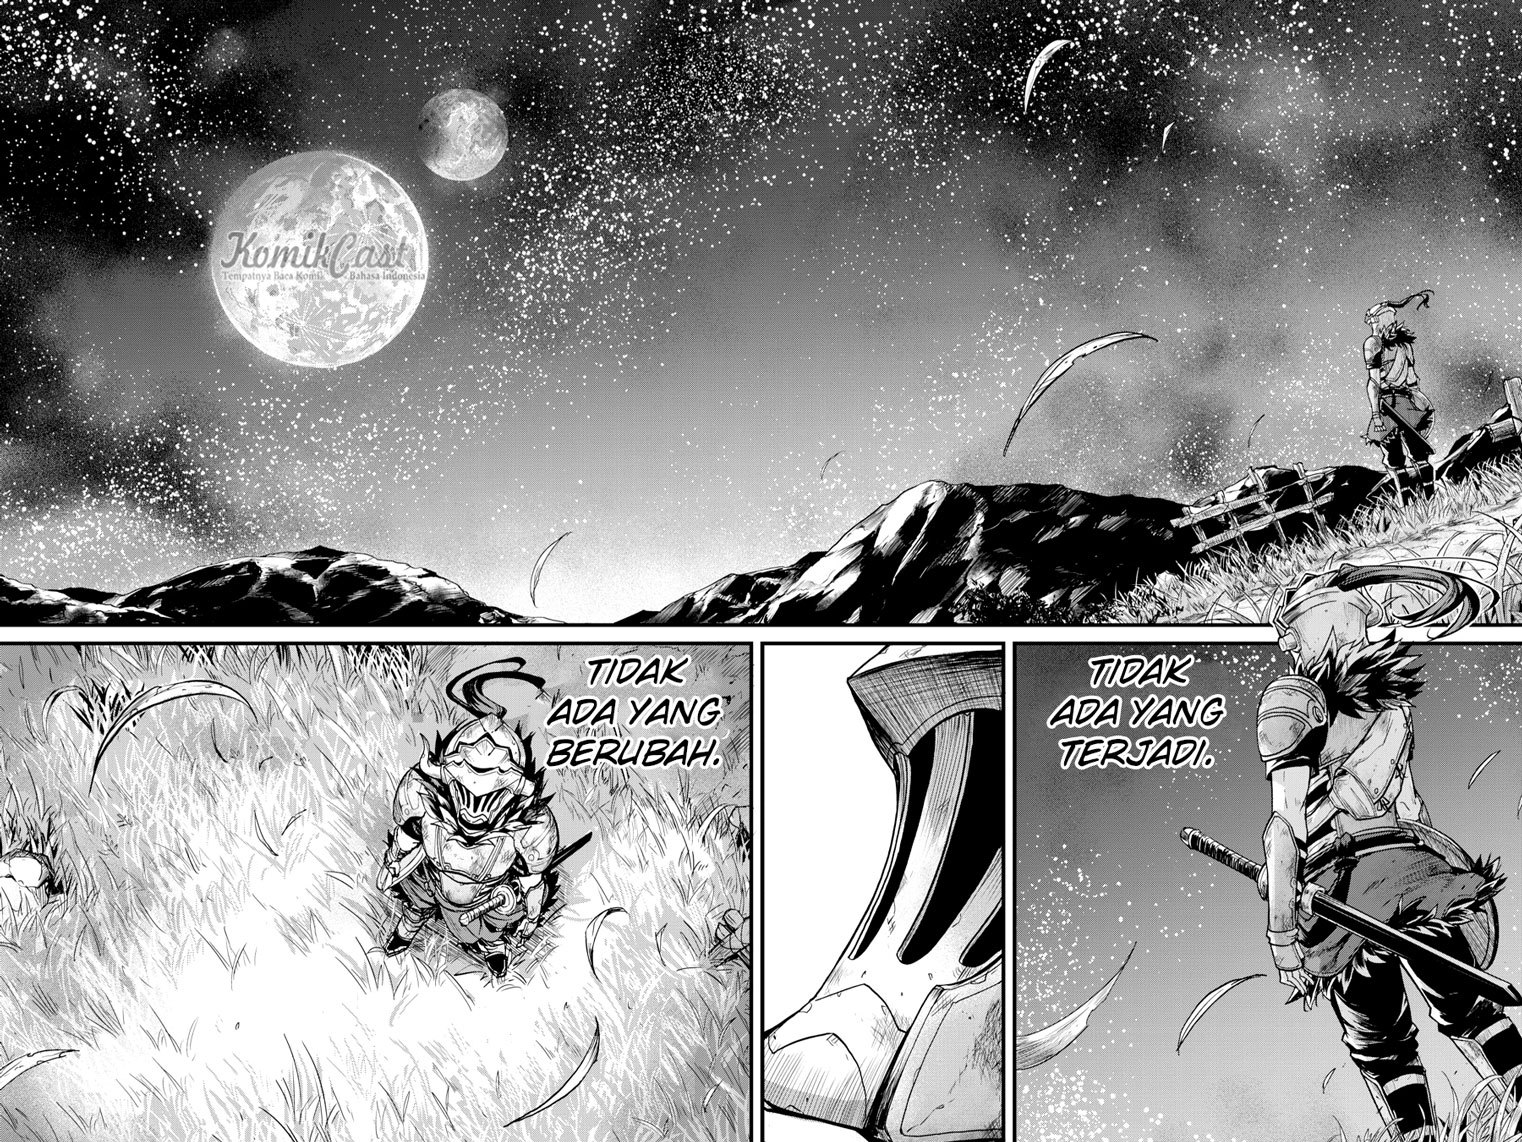 KomikCast
Tempatnya Baca Komik Bahasa Indonesia
TIDAK
ADA YANG
TERJADI.
TIDAK
ADA YANG
BERUBAH.